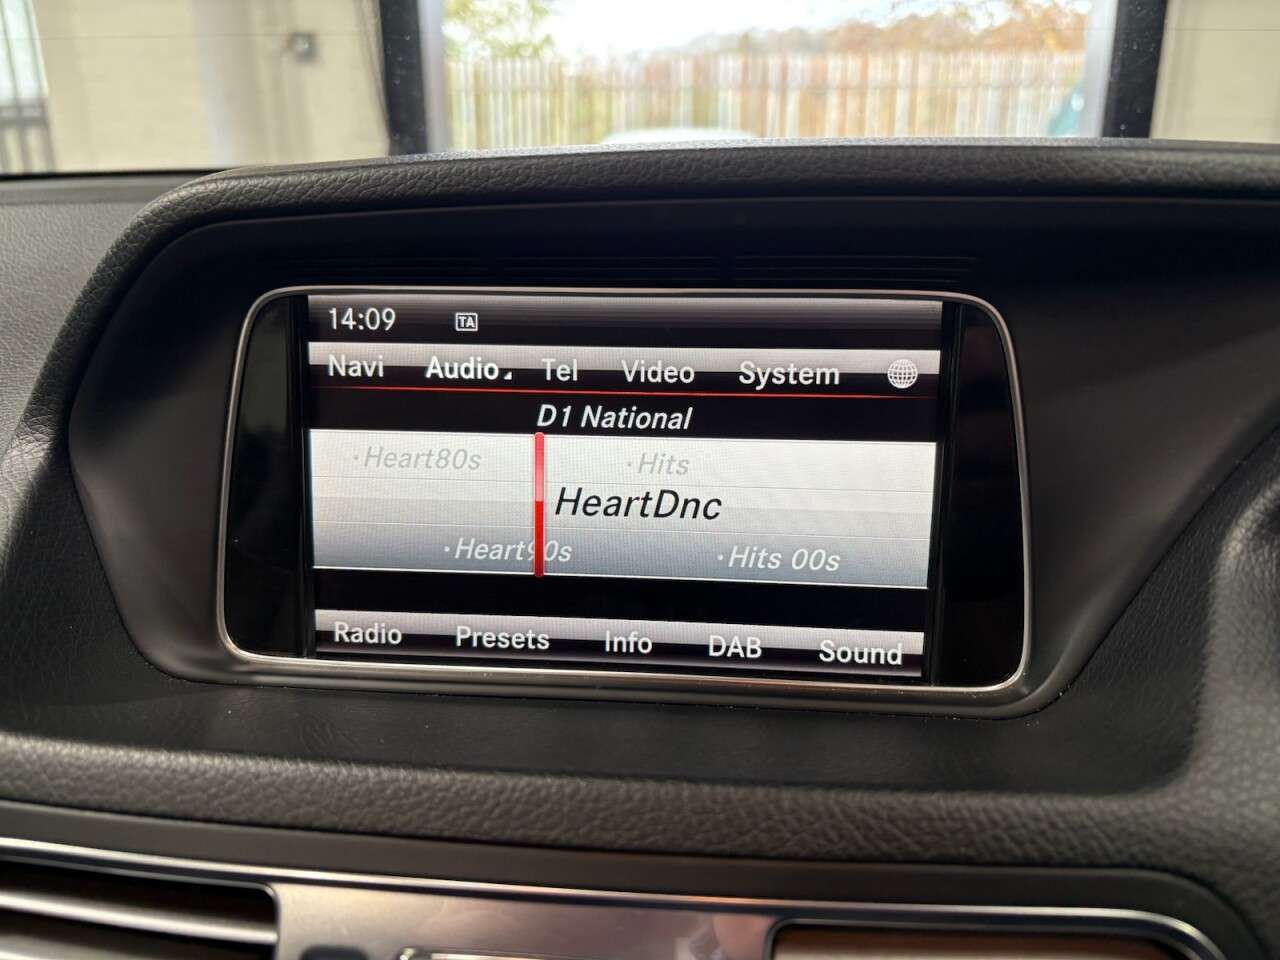 14:09 TA
Navi Audio Tel Video System
D1 National
·Heart80s ·Hits
HeartDnc
·Heart90s ·Hits 00s
Radio Presets Info DAB Sound